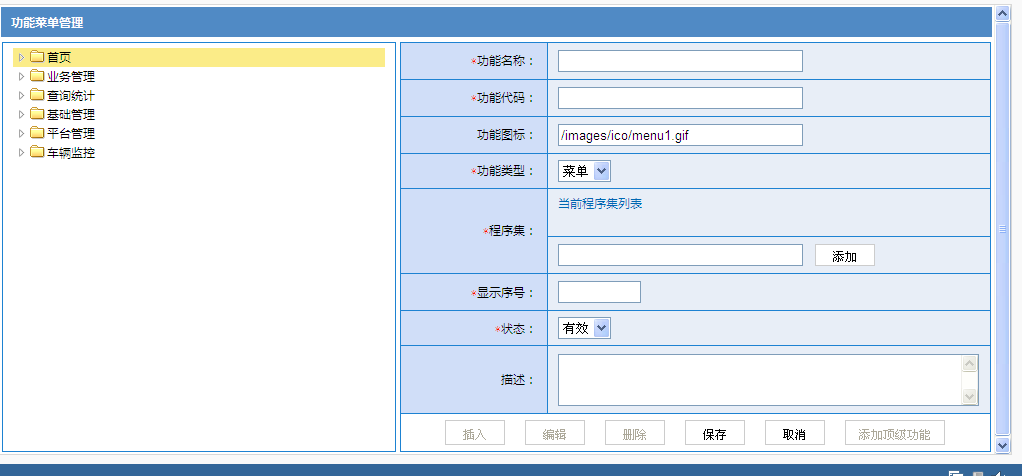 功能菜单管理
首页
业务管理
查询统计
基础管理
平台管理
车辆监控
*功能名称：
*功能代码：
功能图标： /images/ico/menu1.gif
*功能类型： 菜单
当前程序集列表
*程序集：
添加
*显示序号：
*状态： 有效
描述：
插入 编辑 删除 保存 取消 添加顶级功能